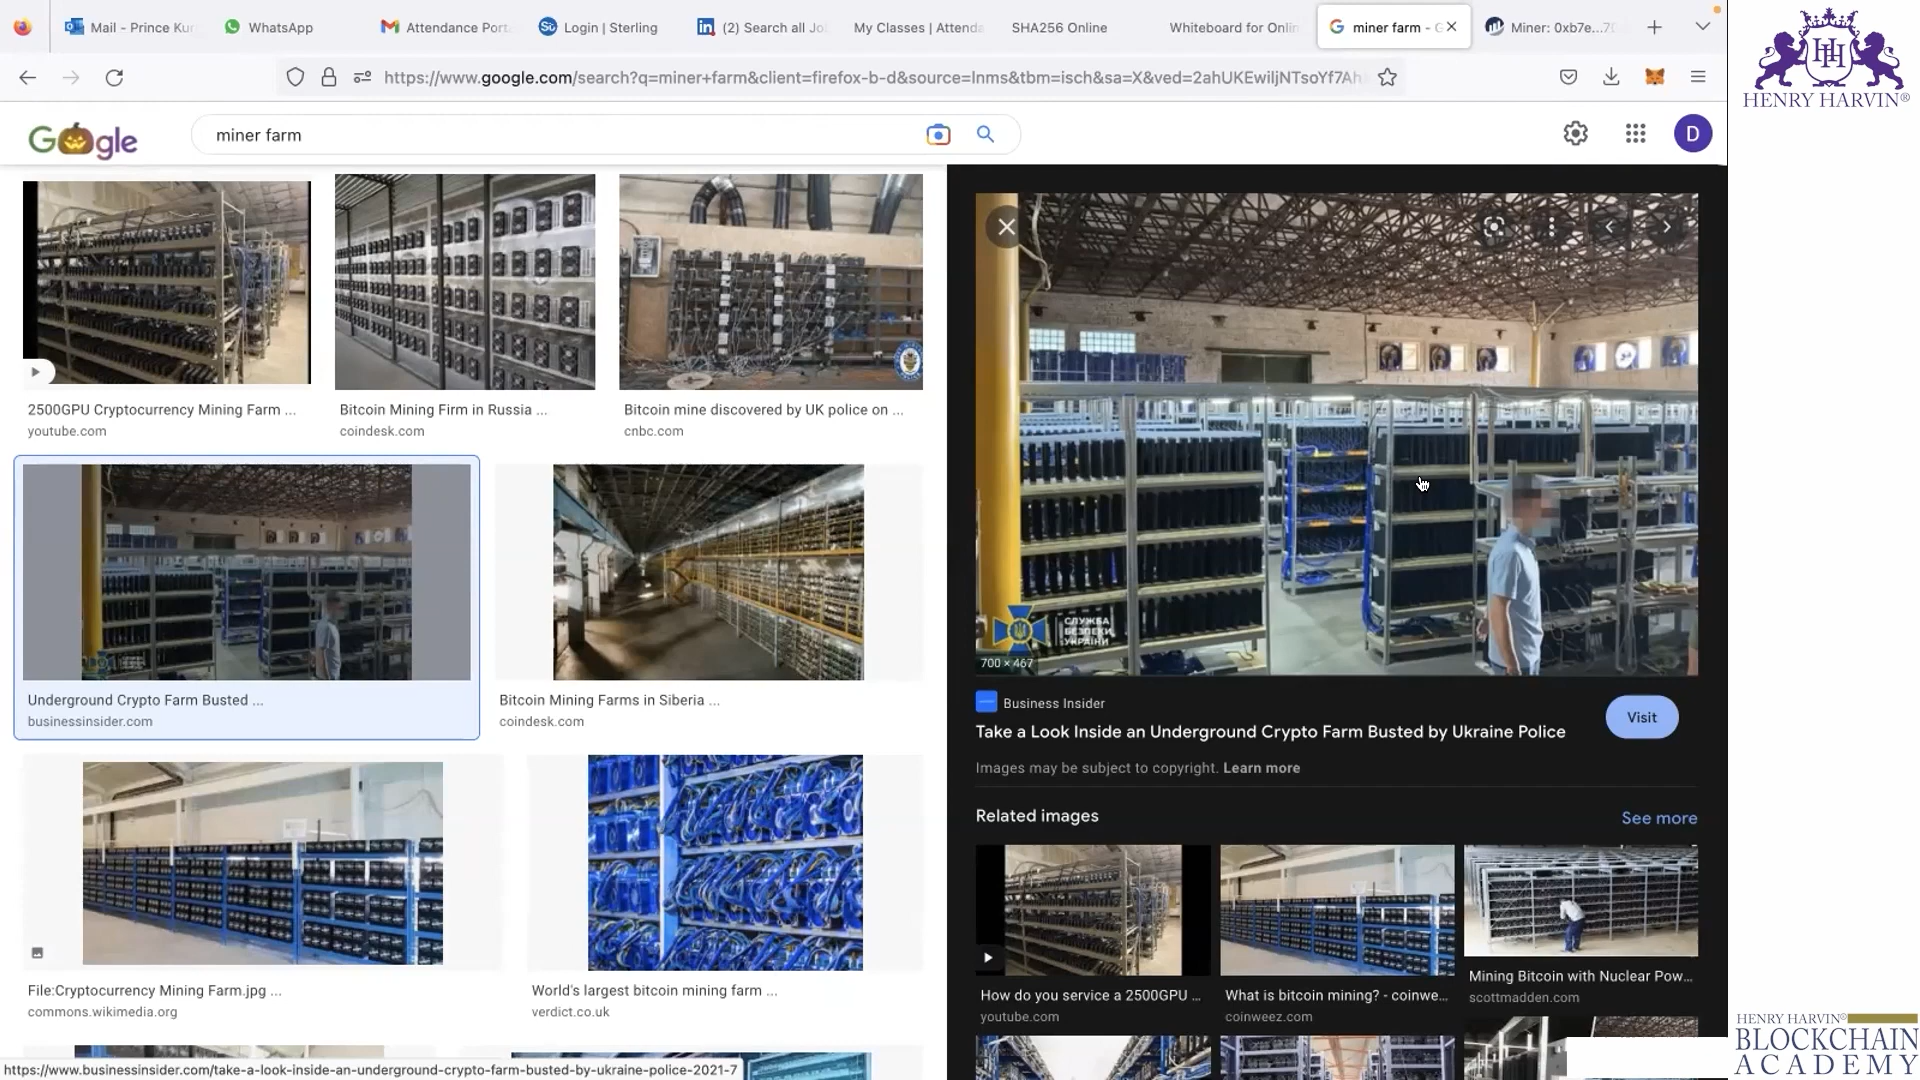 Mail - Prince Kur
WhatsApp
Attendance Port
Login | Sterling
(2) Search all Jo
My Classes | Attenda
SHA256 Online
Whiteboard for Onlin
miner farm - G
Miner: 0xb7e...70
https://www.google.com/search?q=miner+farm&client=firefox-b-d&source=lnms&tbm=isch&sa=X&ved=2ahUKEwiljNTsoYf7Ah
HENRY HARVIN®
Google
miner farm
D
2500GPU Cryptocurrency Mining Farm ...
youtube.com
Bitcoin Mining Firm in Russia ...
coindesk.com
Bitcoin mine discovered by UK police on ...
cnbc.com
Underground Crypto Farm Busted ...
businessinsider.com
Bitcoin Mining Farms in Siberia ...
coindesk.com
File:Cryptocurrency Mining Farm.jpg ...
commons.wikimedia.org
World's largest bitcoin mining farm ...
verdict.co.uk
СЛУЖБА
БЕЗПЕКИ
УКРАЇНИ
700 × 467
Business Insider
Take a Look Inside an Underground Crypto Farm Busted by Ukraine Police
Visit
Images may be subject to copyright. Learn more
Related images
See more
How do you service a 2500GPU ...
youtube.com
What is bitcoin mining? - coinwe...
coinweez.com
Mining Bitcoin with Nuclear Pow...
scottmadden.com
https://www.businessinsider.com/take-a-look-inside-an-underground-crypto-farm-busted-by-ukraine-police-2021-7
HENRY HARVIN®
BLOCKCHAIN
ACADEMY